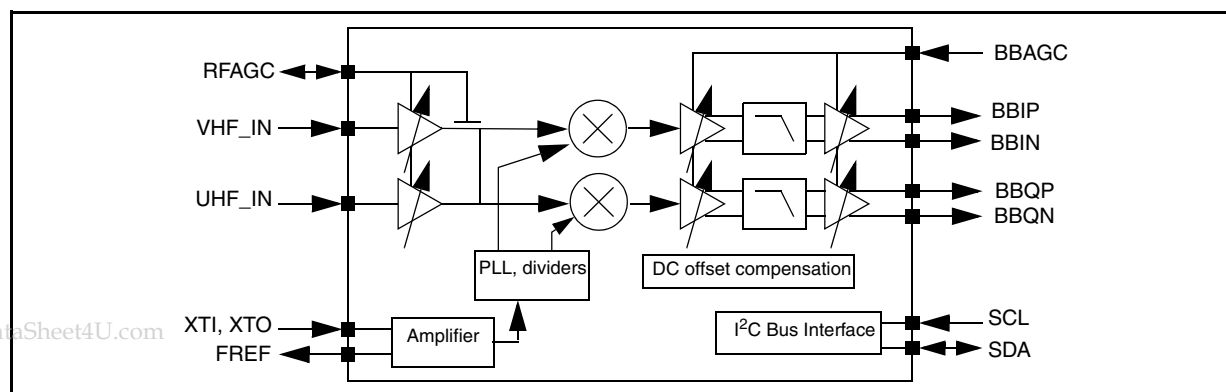 RFAGC
VHF_IN
UHF_IN
XTI, XTO
FREF
PLL, dividers
Amplifier
DC offset compensation
I²C Bus Interface
BBAGC
BBIP
BBIN
BBQP
BBQN
SCL
SDA
ataSheet4U.com